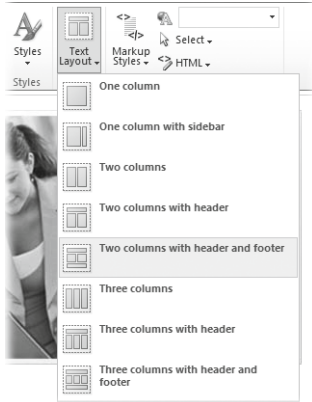 Styles
Styles
Text
Layout
Markup
Styles
Select
HTML
One column
One column with sidebar
Two columns
Two columns with header
Two columns with header and footer
Three columns
Three columns with header
Three columns with header and
footer